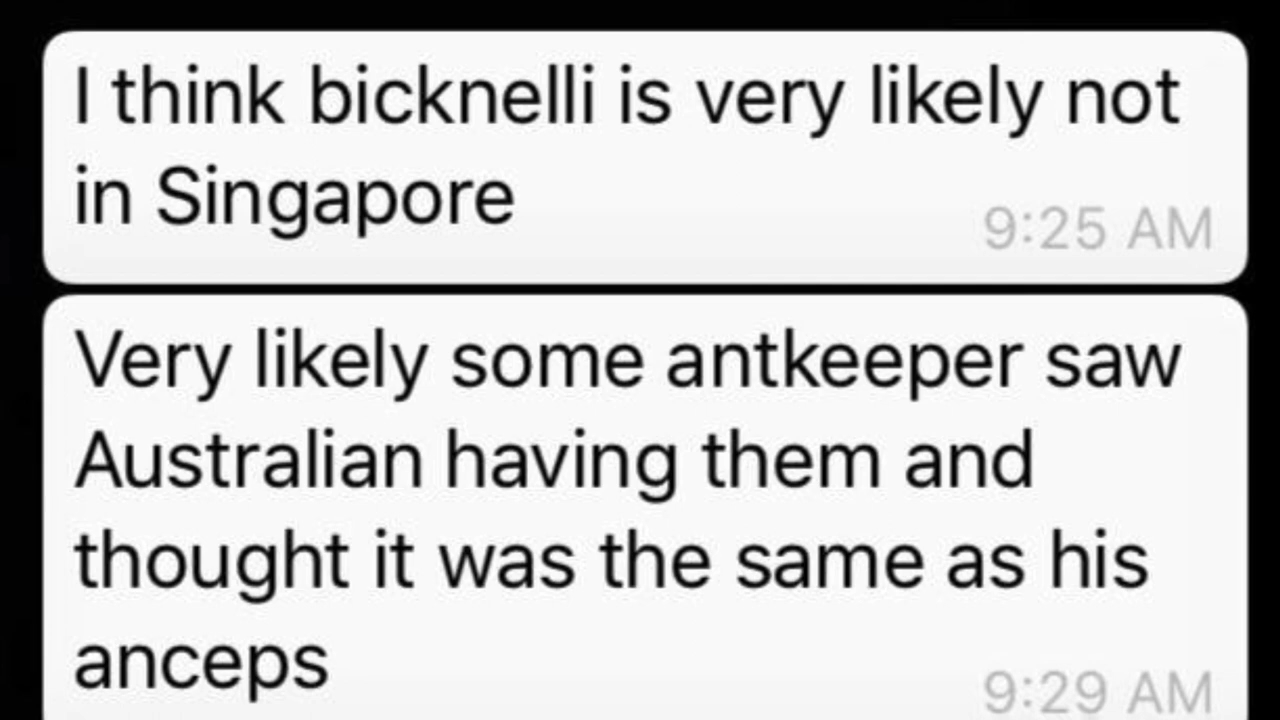 I think bicknelli is very likely not
in Singapore
9:25 AM
Very likely some antkeeper saw
Australian having them and
thought it was the same as his
anceps
9:29 AM